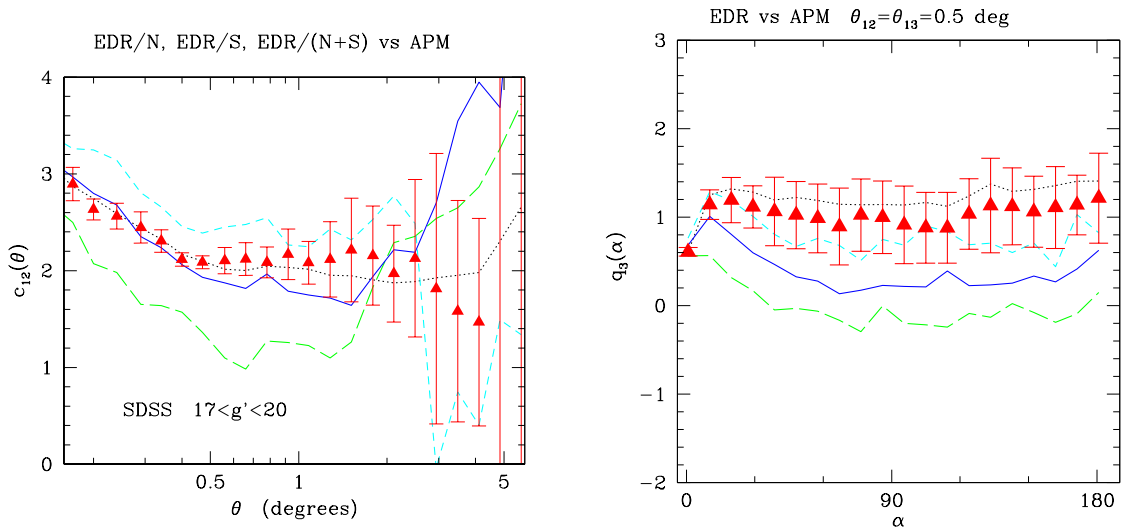 EDR/N, EDR/S, EDR/(N+S) vs APM
4
3
2
1
0
c₁₂(θ)
SDSS 17<g'<20
0.5 1 5
θ (degrees)
EDR vs APM θ₁₂=θ₁₃=0.5 deg
3
2
1
0
−1
−2
q₃(α)
0 90 180
α